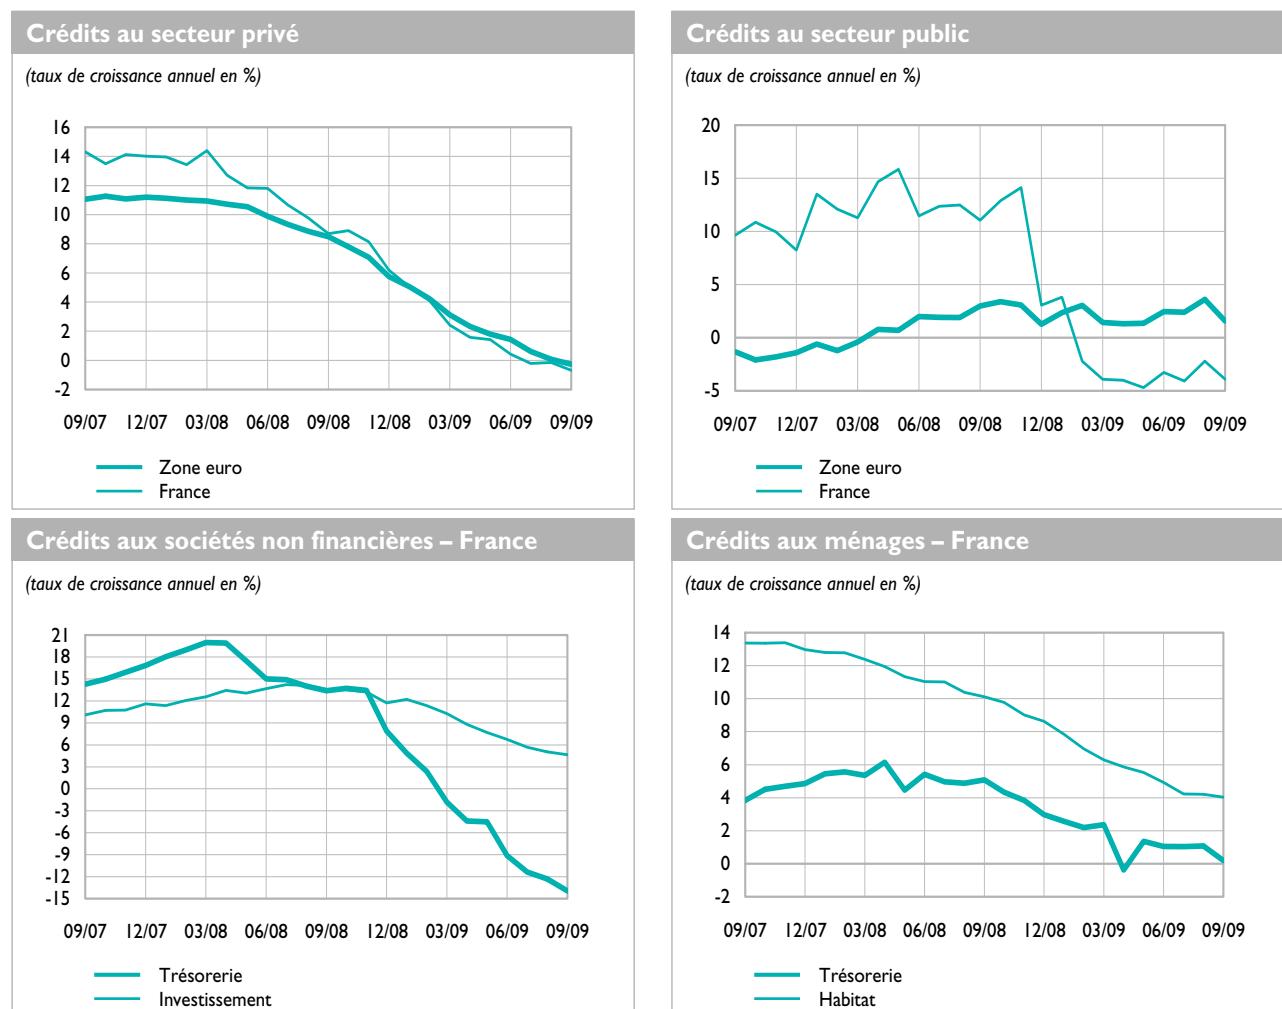 Crédits au secteur privé
(taux de croissance annuel en %)
16
14
12
10
8
6
4
2
0
-2
09/07 12/07 03/08 06/08 09/08 12/08 03/09 06/09 09/09
Zone euro
France
Crédits au secteur public
(taux de croissance annuel en %)
20
15
10
5
0
-5
09/07 12/07 03/08 06/08 09/08 12/08 03/09 06/09 09/09
Zone euro
France
Crédits aux sociétés non financières – France
(taux de croissance annuel en %)
21
18
15
12
9
6
3
0
-3
-6
-9
-12
-15
09/07 12/07 03/08 06/08 09/08 12/08 03/09 06/09 09/09
Trésorerie
Investissement
Crédits aux ménages – France
(taux de croissance annuel en %)
14
12
10
8
6
4
2
0
-2
09/07 12/07 03/08 06/08 09/08 12/08 03/09 06/09 09/09
Trésorerie
Habitat